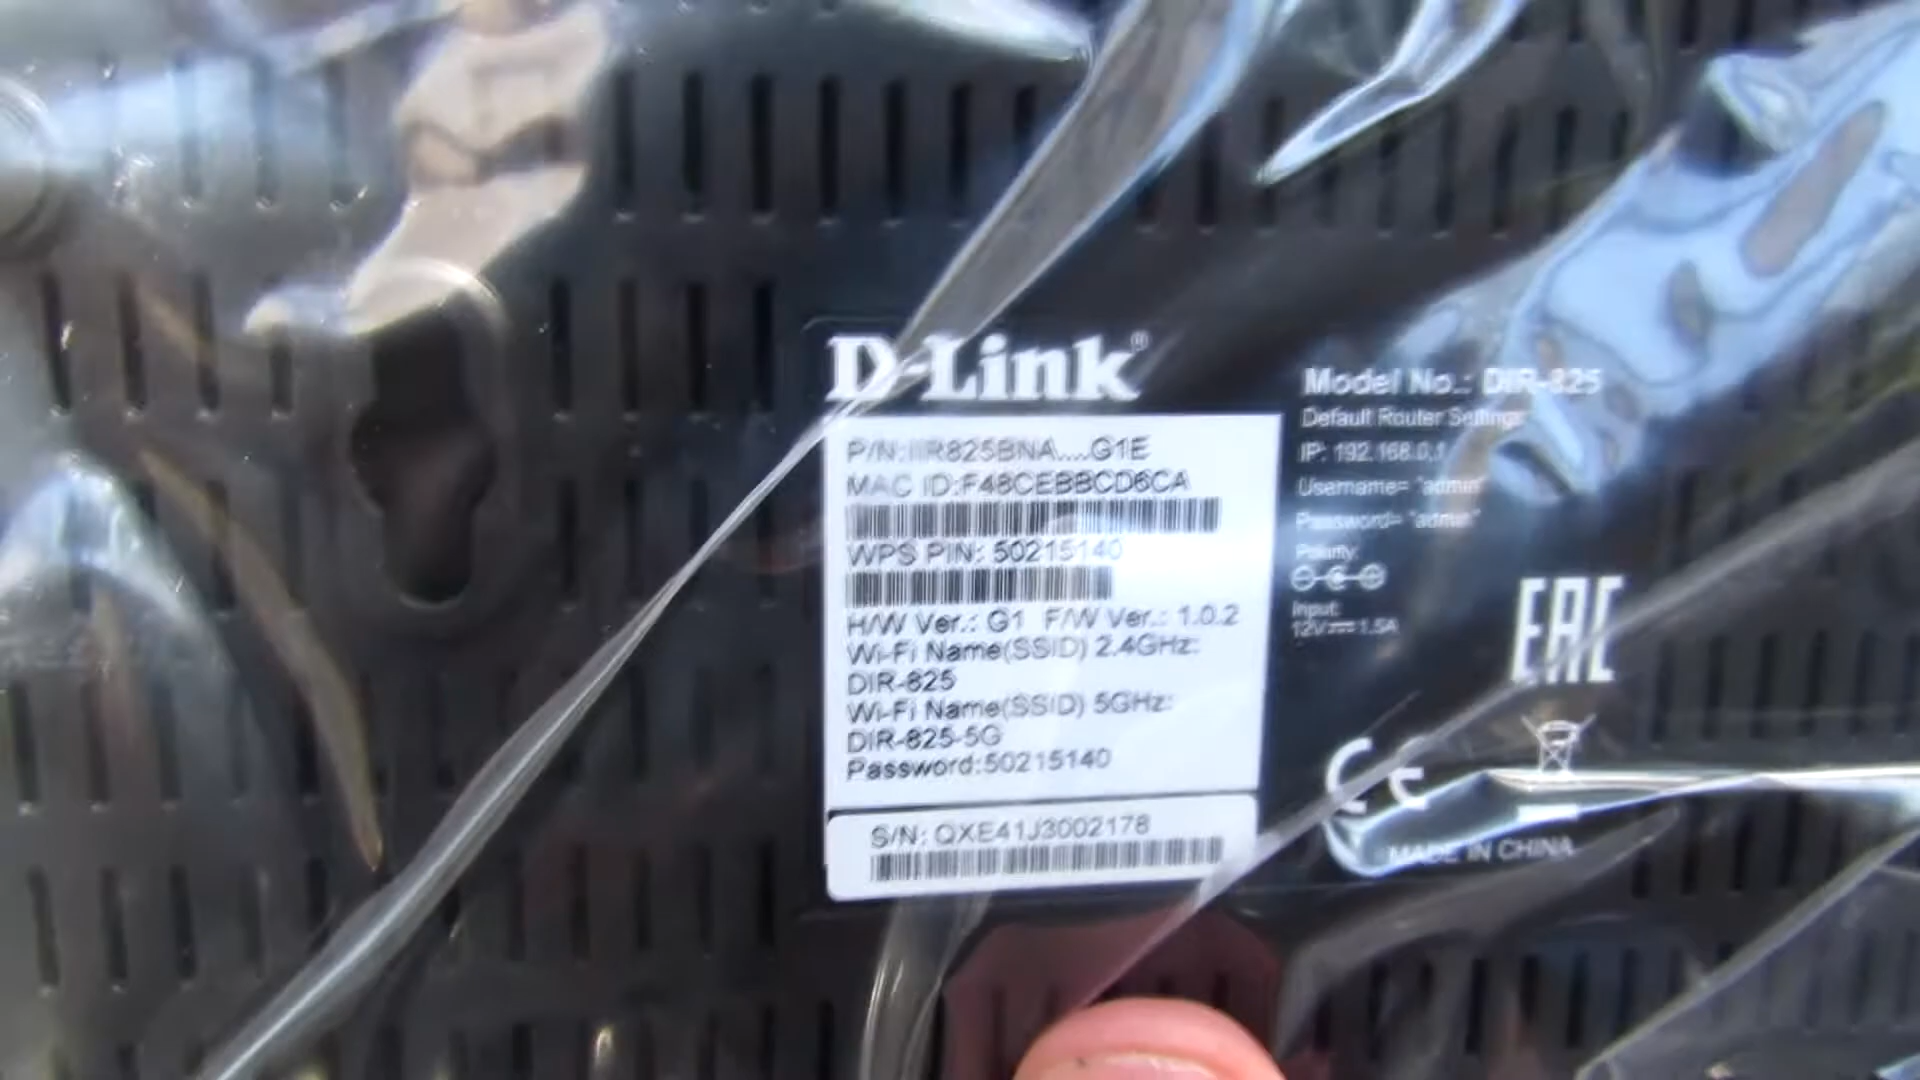 D-Link®
P/N:IIR825BNA....G1E
MAC ID:F48CEBBCD6CA
WPS PIN: 50215140
H/W Ver.: G1 F/W Ver.: 1.0.2
Wi-Fi Name(SSID) 2.4GHz:
DIR-825
Wi-Fi Name(SSID) 5GHz:
DIR-825-5G
Password:50215140
S/N: QXE41J3002178
Model No.: DIR-825
Default Router Settings
IP: 192.168.0.1
Username= "admin"
Password= "admin"
Polarity:
Input:
12V⎓1.5A
EAC
CE
MADE IN CHINA